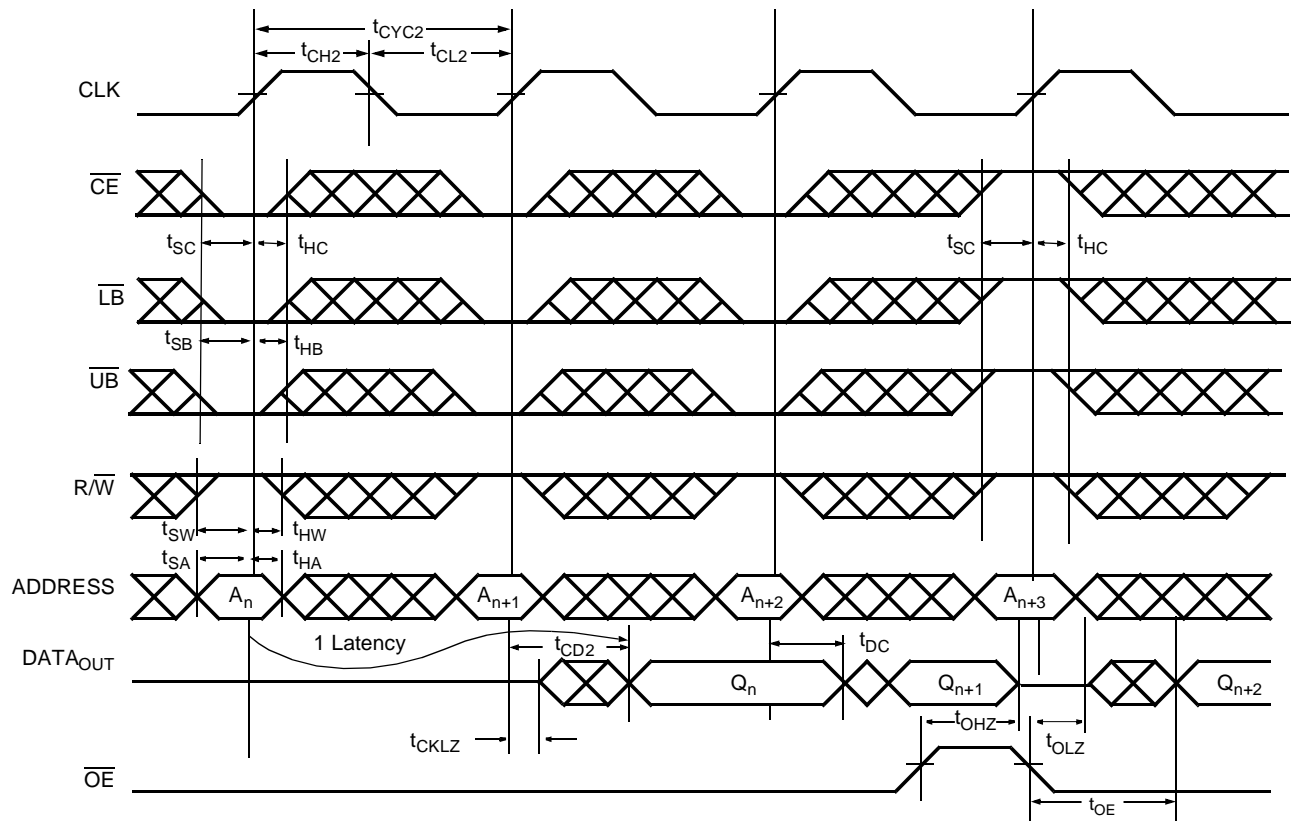 tCYC2
tCH2
tCL2
CLK
CE
tSC
tHC
tSC
tHC
LB
tSB
tHB
UB
R/W
tSW
tHW
tSA
tHA
ADDRESS
An
An+1
An+2
An+3
1 Latency
tCD2
tDC
DATAOUT
Qn
Qn+1
Qn+2
tCKLZ
tOHZ
tOLZ
OE
tOE